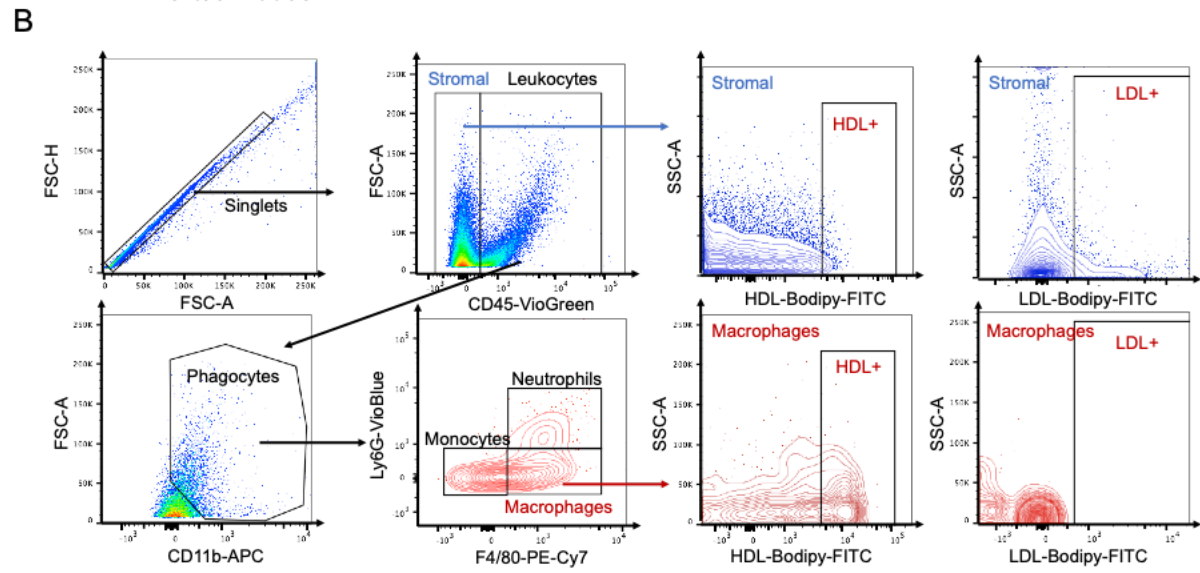 B
250K
200K
150K
100K
50K
0
FSC-H
Singlets
0 50K 100K 150K 200K 250K
FSC-A
250K
200K
150K
100K
50K
0
FSC-A
Stromal Leukocytes
-10³ 0 10³ 10⁴ 10⁵
CD45-VioGreen
SSC-A
Stromal
HDL+
-10³ 10³ 10⁴ 10⁵
HDL-Bodipy-FITC
SSC-A
Stromal
LDL+
-10³ 0 10³ 10⁴
LDL-Bodipy-FITC
250K
200K
150K
100K
50K
0
FSC-A
Phagocytes
-10³ 0 10³ 10⁴
CD11b-APC
Ly6G-VioBlue
Neutrophils
Monocytes
Macrophages
-10³ 0 10³ 10⁴
F4/80-PE-Cy7
250K
200K
150K
100K
50K
0
SSC-A
Macrophages
HDL+
-10³ 10³ 10⁴ 10⁵
HDL-Bodipy-FITC
250K
200K
150K
100K
50K
0
SSC-A
Macrophages
LDL+
-10³ 0 10³ 10⁴
LDL-Bodipy-FITC